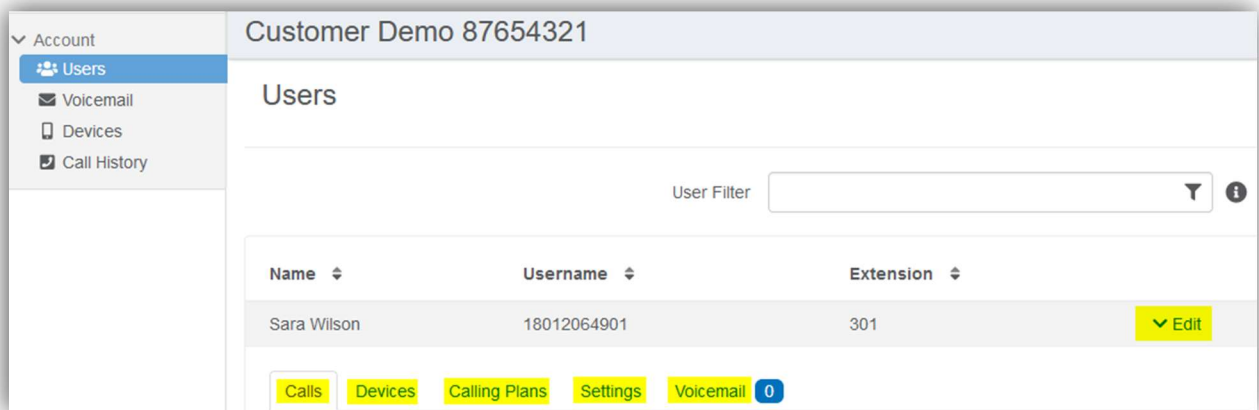 Account
Users
Voicemail
Devices
Call History
Customer Demo 87654321
Users
User Filter
Name Username Extension
Sara Wilson 18012064901 301 Edit
Calls Devices Calling Plans Settings Voicemail 0